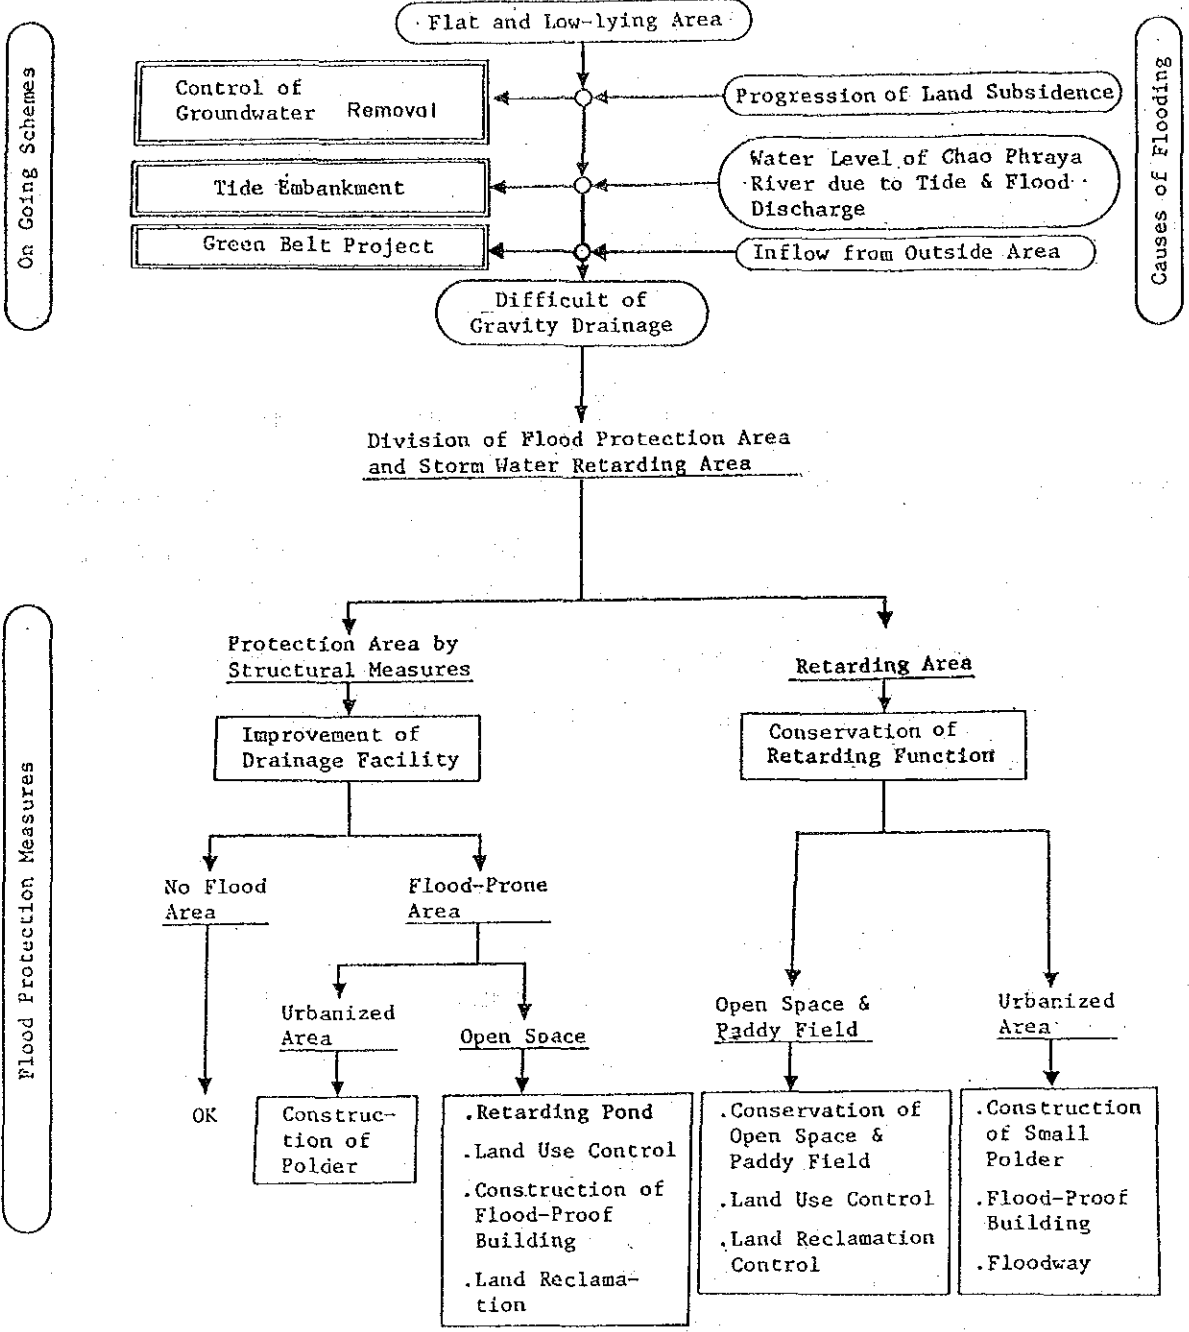 Flat and Low-lying Area
On Going Schemes
Causes of Flooding
Control of
Groundwater Removal
Progression of Land Subsidence
Tide Embankment
Water Level of Chao Phraya
River due to Tide & Flood
Discharge
Green Belt Project
Inflow from Outside Area
Difficult of
Gravity Drainage
Division of Flood Protection Area
and Storm Water Retarding Area
Flood Protection Measures
Protection Area by
Structural Measures
Retarding Area
Improvement of
Drainage Facility
Conservation of
Retarding Function
No Flood
Area
Flood-Prone
Area
Urbanized
Area
Open Space
Open Space &
Paddy Field
Urbanized
Area
OK
Construc-
tion of
Polder
.Retarding Pond
.Land Use Control
.Construction of
Flood-Proof
Building
.Land Reclama-
tion
.Conservation of
Open Space &
Paddy Field
.Land Use Control
.Land Reclamation
Control
.Construction
of Small
Polder
.Flood-Proof
Building
.Floodway